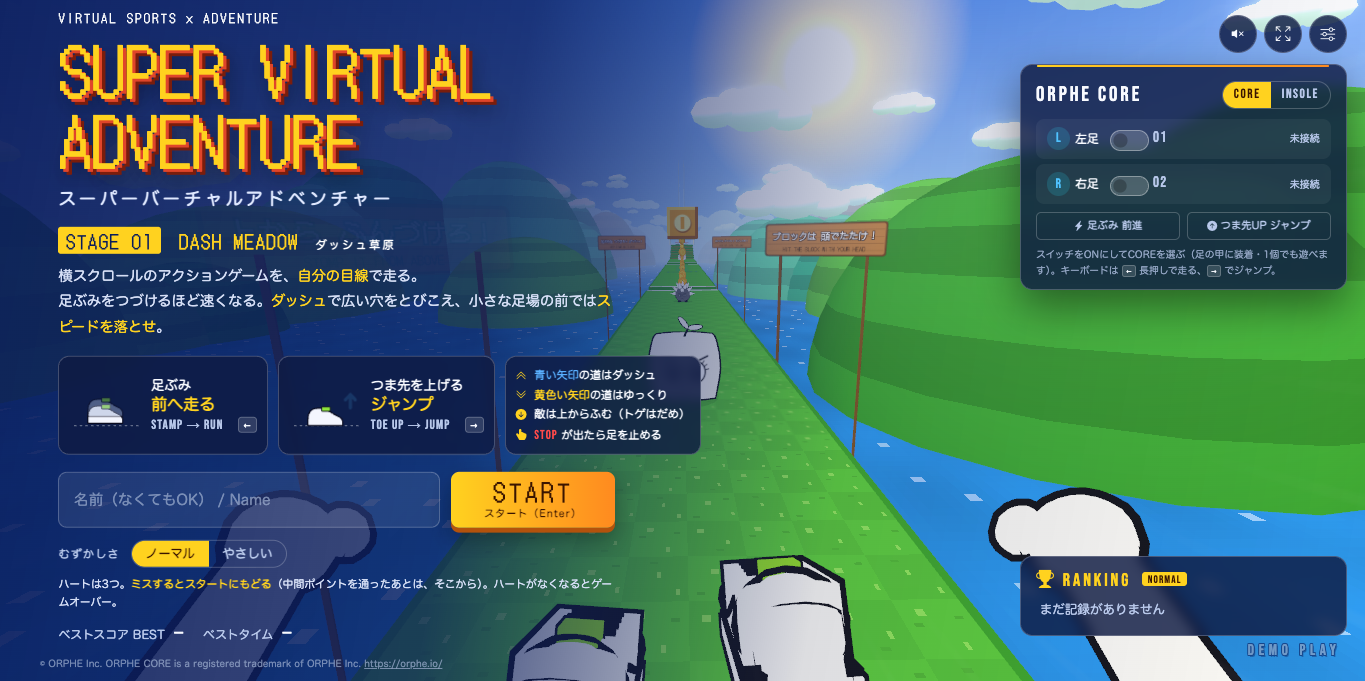 VIRTUAL SPORTS x ADVENTURE
SUPER VIRTUAL
ADVENTURE
スーパーバーチャルアドベンチャー
STAGE 01 DASH MEADOW ダッシュ草原
横スクロールのアクションゲームを、自分の目線で走る。
足ぶみをつづけるほど速くなる。ダッシュで広い穴をとびこえ、小さな足場の前ではス
ピードを落とせ。
足ぶみ
前へ走る
STAMP → RUN ←
つま先を上げる
ジャンプ
TOE UP → JUMP →
青い矢印の道はダッシュ
黄色い矢印の道はゆっくり
敵は上からふむ（トゲはだめ）
STOP が出たら足を止める
名前（なくてもOK） / Name
START
スタート（Enter）
むずかしさ ノーマル やさしい
ハートは3つ。ミスするとスタートにもどる（中間ポイントを通ったあとは、そこから）。ハートがなくなるとゲー
ムオーバー。
ベストスコア BEST – ベストタイム –
© ORPHE Inc. ORPHE CORE is a registered trademark of ORPHE Inc. https://orphe.io/
ブロックは 頭でたたけ！
HIT THE BLOCK WITH YOUR HEAD
ORPHE CORE CORE INSOLE
L 左足 01 未接続
R 右足 02 未接続
足ぶみ 前進 つま先UP ジャンプ
スイッチをONにしてCOREを選ぶ（足の甲に装着・1個でも遊べま
す）。キーボードは ← 長押しで走る、→ でジャンプ。
RANKING NORMAL
まだ記録がありません
DEMO PLAY